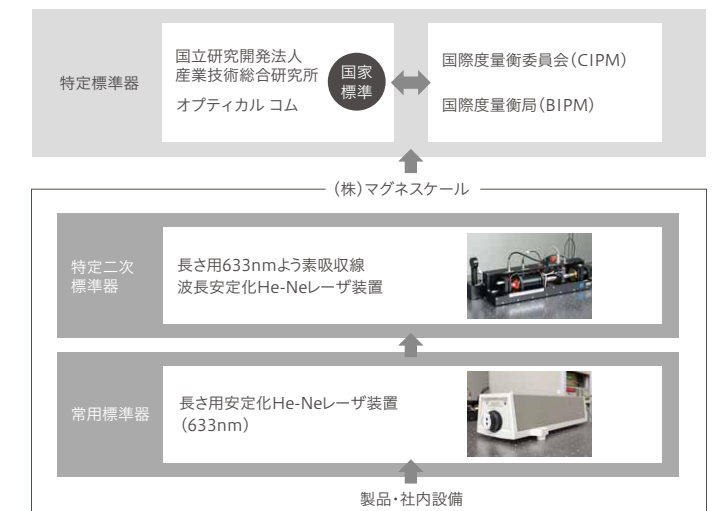 特定標準器
国立研究開発法人
産業技術総合研究所
オプティカル コム
国家
標準
国際度量衡委員会(CIPM)
国際度量衡局(BIPM)
(株)マグネスケール
特定二次
標準器
長さ用633nmよう素吸収線
波長安定化He-Neレーザ装置
常用標準器
長さ用安定化He-Neレーザ装置
(633nm)
製品・社内設備